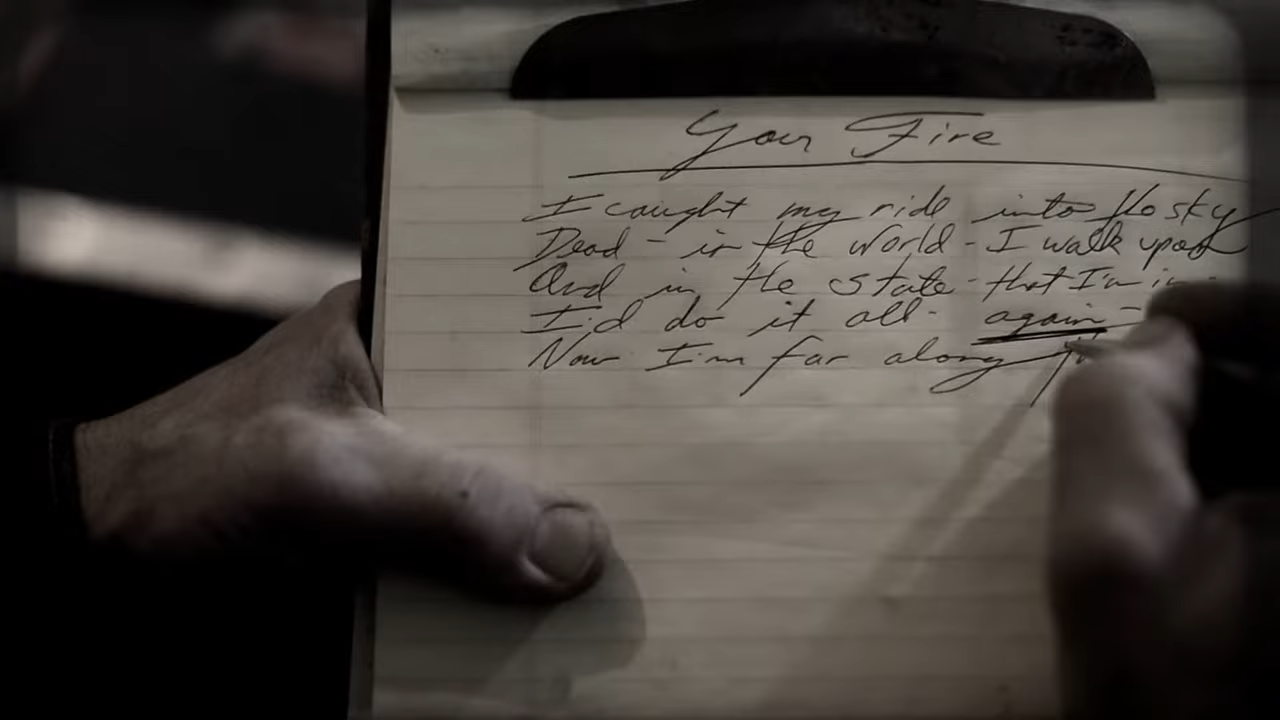 Your Fire
I caught my ride into the sky
Dead - in the world - I walk upon
And in the state - that I'm in -
I'd do it all - again -
Now I'm far along